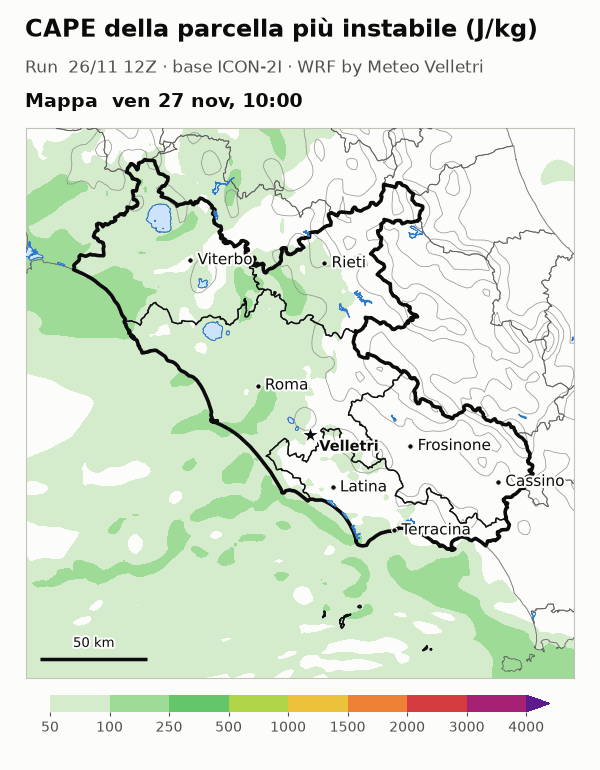 CAPE della parcella più instabile (J/kg)
Run  26/11 12Z · base ICON-2I · WRF by Meteo Velletri
Mappa  ven 27 nov, 10:00
Viterbo
Rieti
Roma
Velletri
Frosinone
Cassino
Latina
Terracina
50 km
50 100 250 500 1000 1500 2000 3000 4000